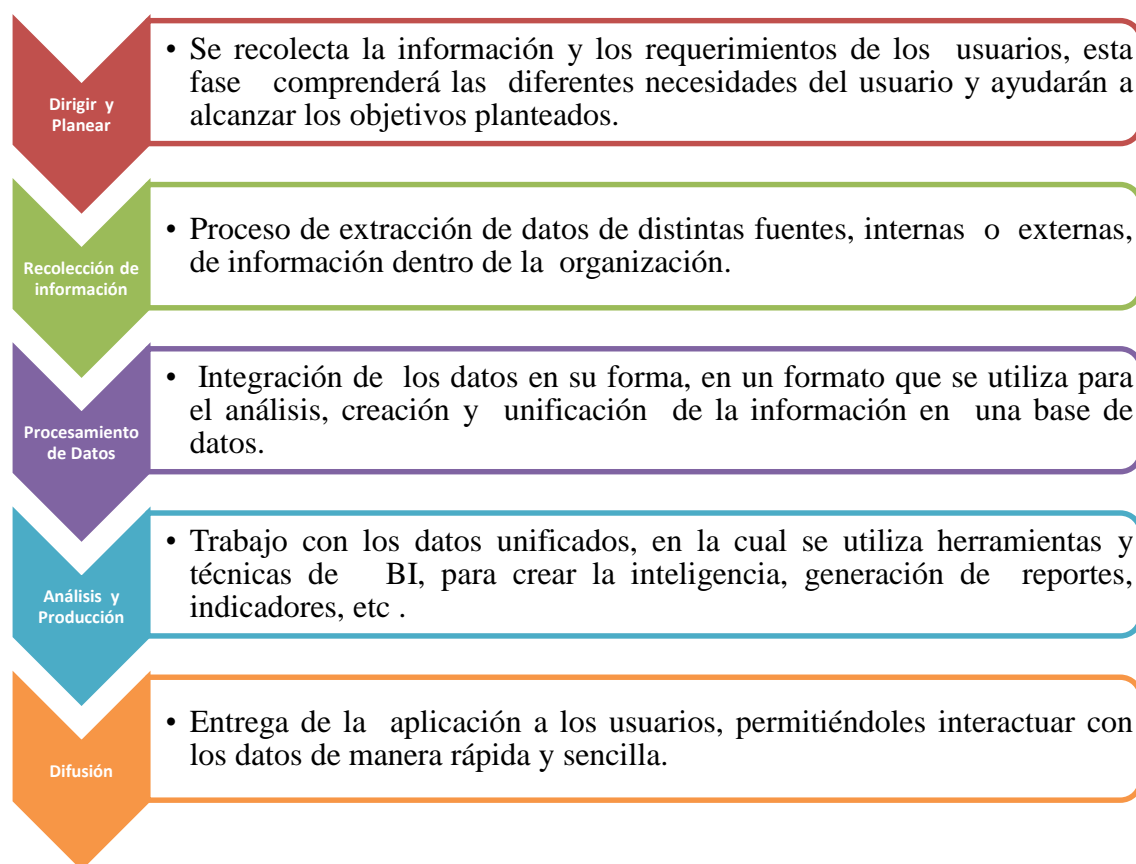 Dirigir y
Planear
• Se recolecta la información y los requerimientos de los usuarios, esta
fase comprenderá las diferentes necesidades del usuario y ayudarán a
alcanzar los objetivos planteados.
Recolección de
información
• Proceso de extracción de datos de distintas fuentes, internas o externas,
de información dentro de la organización.
Procesamiento
de Datos
• Integración de los datos en su forma, en un formato que se utiliza para
el análisis, creación y unificación de la información en una base de
datos.
Análisis y
Producción
• Trabajo con los datos unificados, en la cual se utiliza herramientas y
técnicas de BI, para crear la inteligencia, generación de reportes,
indicadores, etc .
Difusión
• Entrega de la aplicación a los usuarios, permitiéndoles interactuar con
los datos de manera rápida y sencilla.